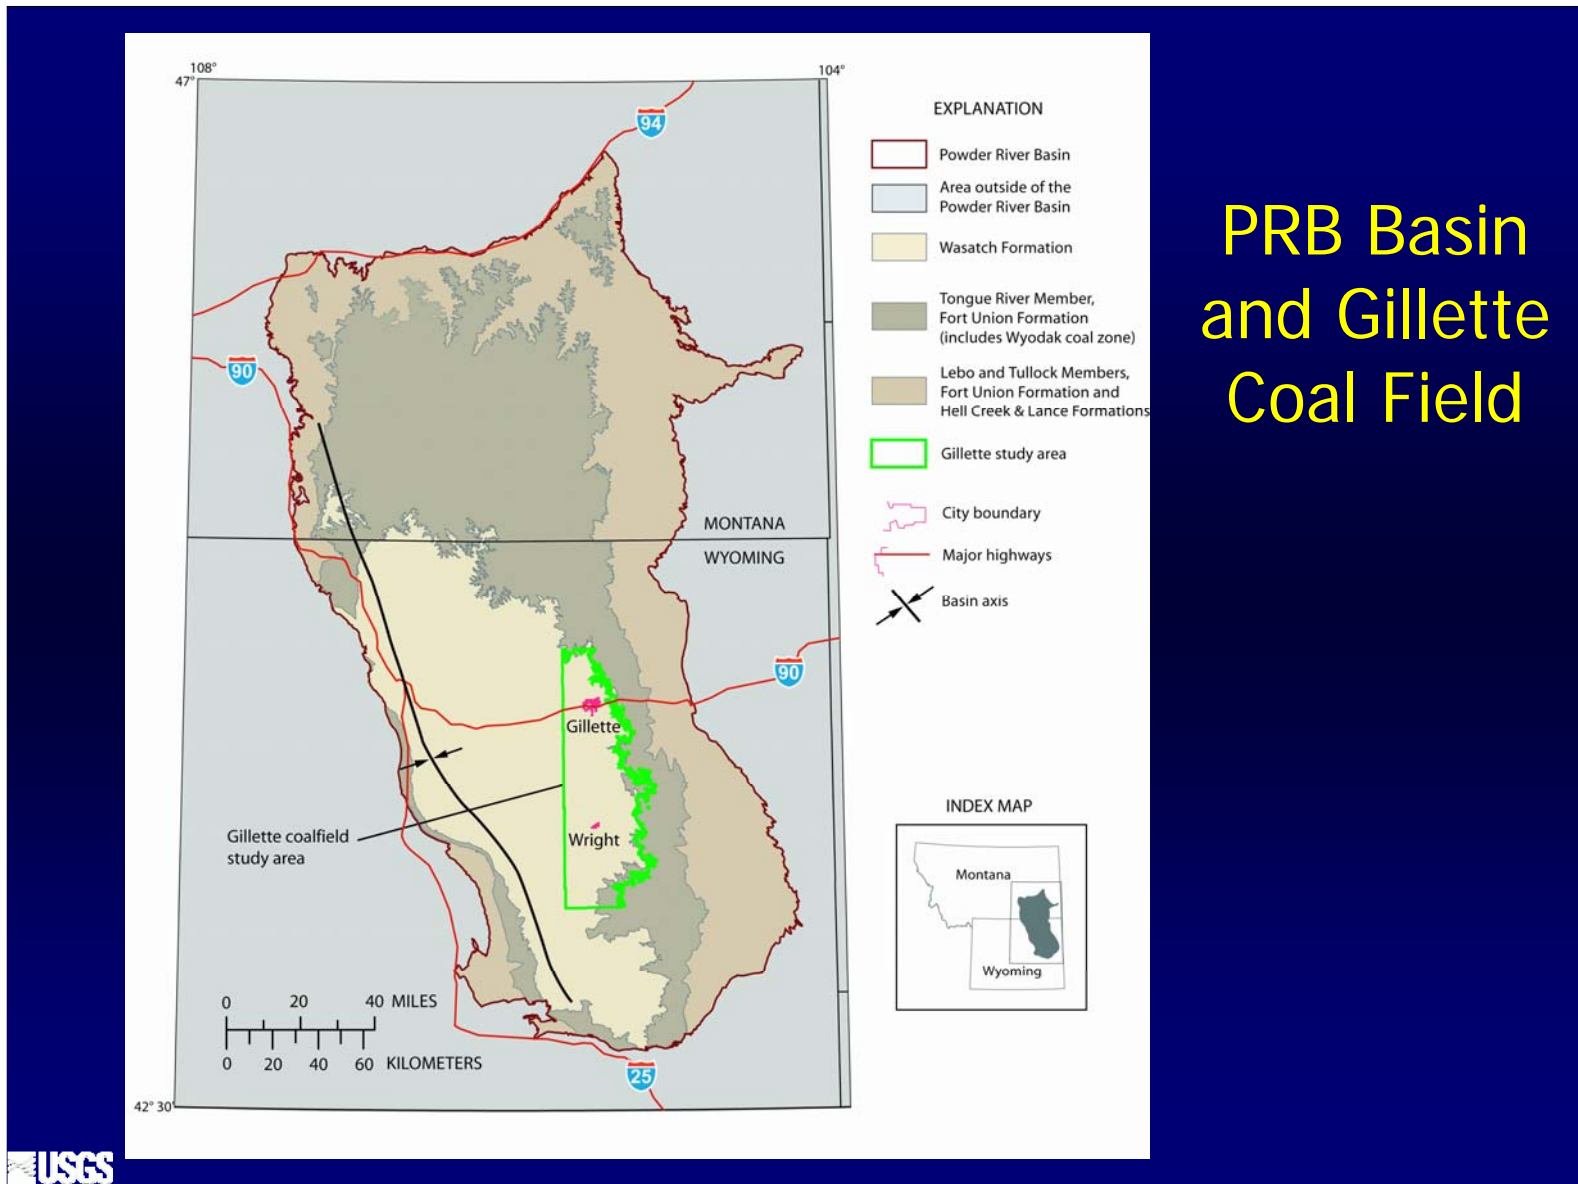 PRB Basin
and Gillette
Coal Field
108°
104°
47°
94
90
MONTANA
WYOMING
90
Gillette
Wright
Gillette coalfield
study area
0 20 40 MILES
0 20 40 60 KILOMETERS
25
42° 30'
EXPLANATION
Powder River Basin
Area outside of the
Powder River Basin
Wasatch Formation
Tongue River Member,
Fort Union Formation
(includes Wyodak coal zone)
Lebo and Tullock Members,
Fort Union Formation and
Hell Creek & Lance Formations
Gillette study area
City boundary
Major highways
Basin axis
INDEX MAP
Montana
Wyoming
USGS